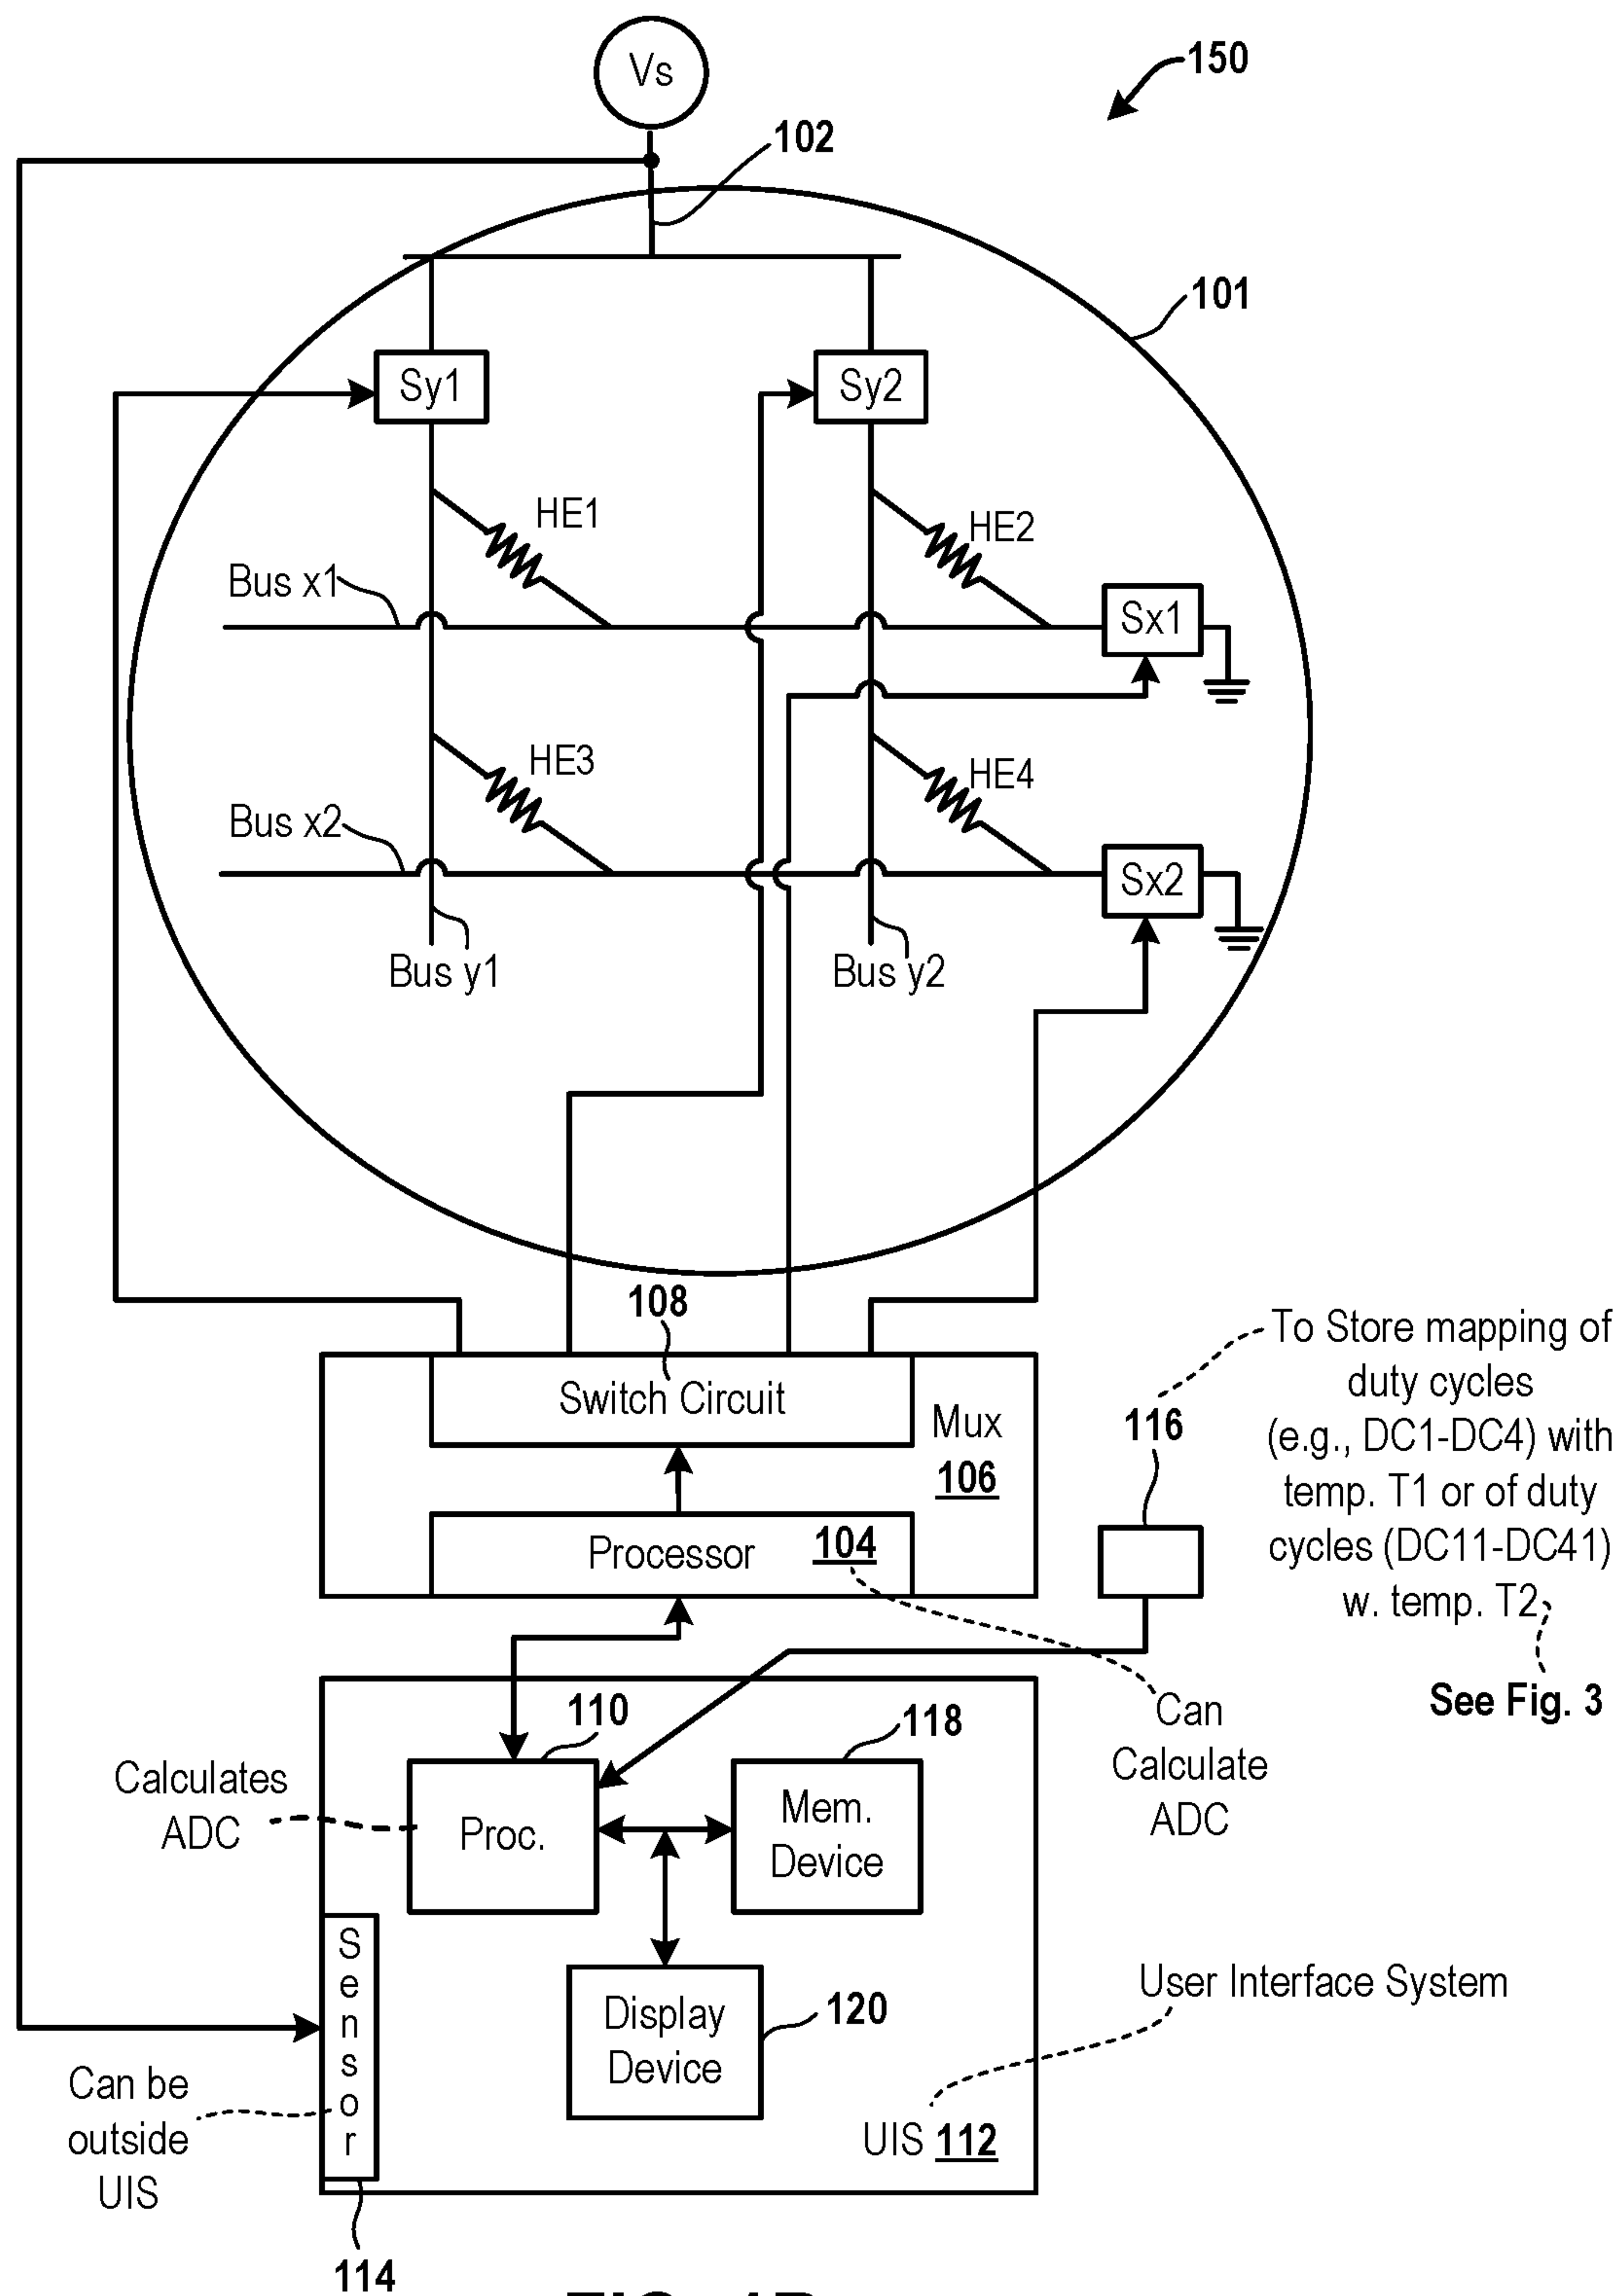 Vs
150
102
101
Sy1
Sy2
HE1
HE2
Bus x1
Sx1
HE3
HE4
Bus x2
Sx2
Bus y1
Bus y2
108
Switch Circuit
Mux
106
Processor 104
116
To Store mapping of
duty cycles
(e.g., DC1-DC4) with
temp. T1 or of duty
cycles (DC11-DC41)
w. temp. T2
See Fig. 3
110
118
Can
Calculate
ADC
Calculates
ADC
Proc.
Mem.
Device
Sensor
Display
Device
120
User Interface System
Can be
outside
UIS
UIS 112
114